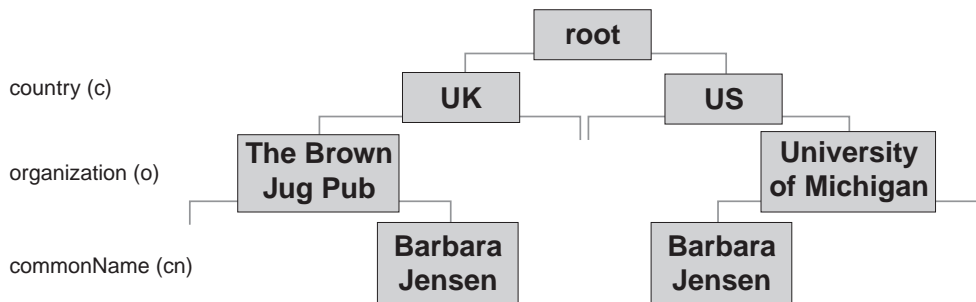 root
country (c)
UK
US
organization (o)
The Brown
Jug Pub
University
of Michigan
commonName (cn)
Barbara
Jensen
Barbara
Jensen